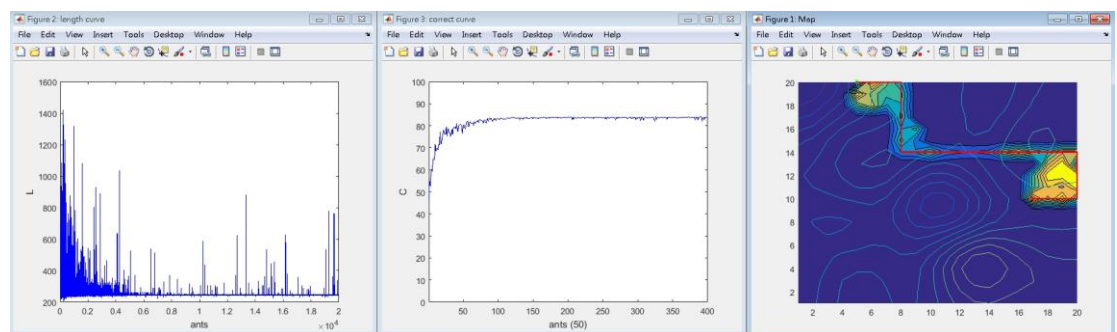 Figure 2: length curve
File Edit View Insert Tools Desktop Window Help
1600
1400
1200
1000
800
600
400
200
L
0 0.2 0.4 0.6 0.8 1 1.2 1.4 1.6 1.8 2
ants
× 10⁴
Figure 3: correct curve
File Edit View Insert Tools Desktop Window Help
100
90
80
70
60
50
40
30
20
10
0
C
50 100 150 200 250 300 350 400
ants (50)
Figure 1: Map
File Edit View Insert Tools Desktop Window Help
20
18
16
14
12
10
8
6
4
2
2 4 6 8 10 12 14 16 18 20